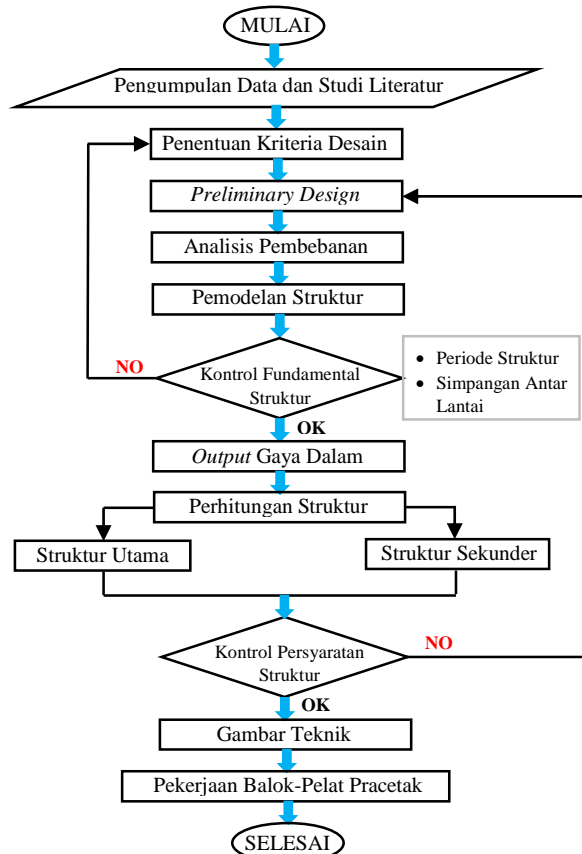 MULAI
Pengumpulan Data dan Studi Literatur
Penentuan Kriteria Desain
Preliminary Design
Analisis Pembebanan
Pemodelan Struktur
NO
Kontrol Fundamental
Struktur
• Periode Struktur
• Simpangan Antar
Lantai
OK
Output Gaya Dalam
Perhitungan Struktur
Struktur Utama
Struktur Sekunder
Kontrol Persyaratan
Struktur
NO
OK
Gambar Teknik
Pekerjaan Balok-Pelat Pracetak
SELESAI